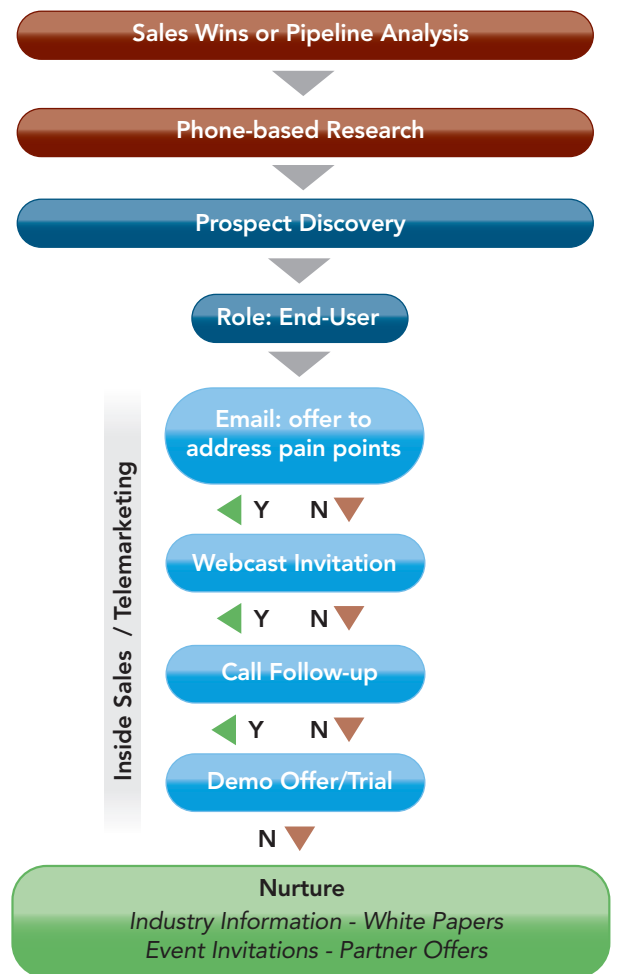 Sales Wins or Pipeline Analysis
Phone-based Research
Prospect Discovery
Role: End-User
Inside Sales / Telemarketing
Email: offer to
address pain points
Y N
Webcast Invitation
Y N
Call Follow-up
Y N
Demo Offer/Trial
N
Nurture
Industry Information - White Papers
Event Invitations - Partner Offers